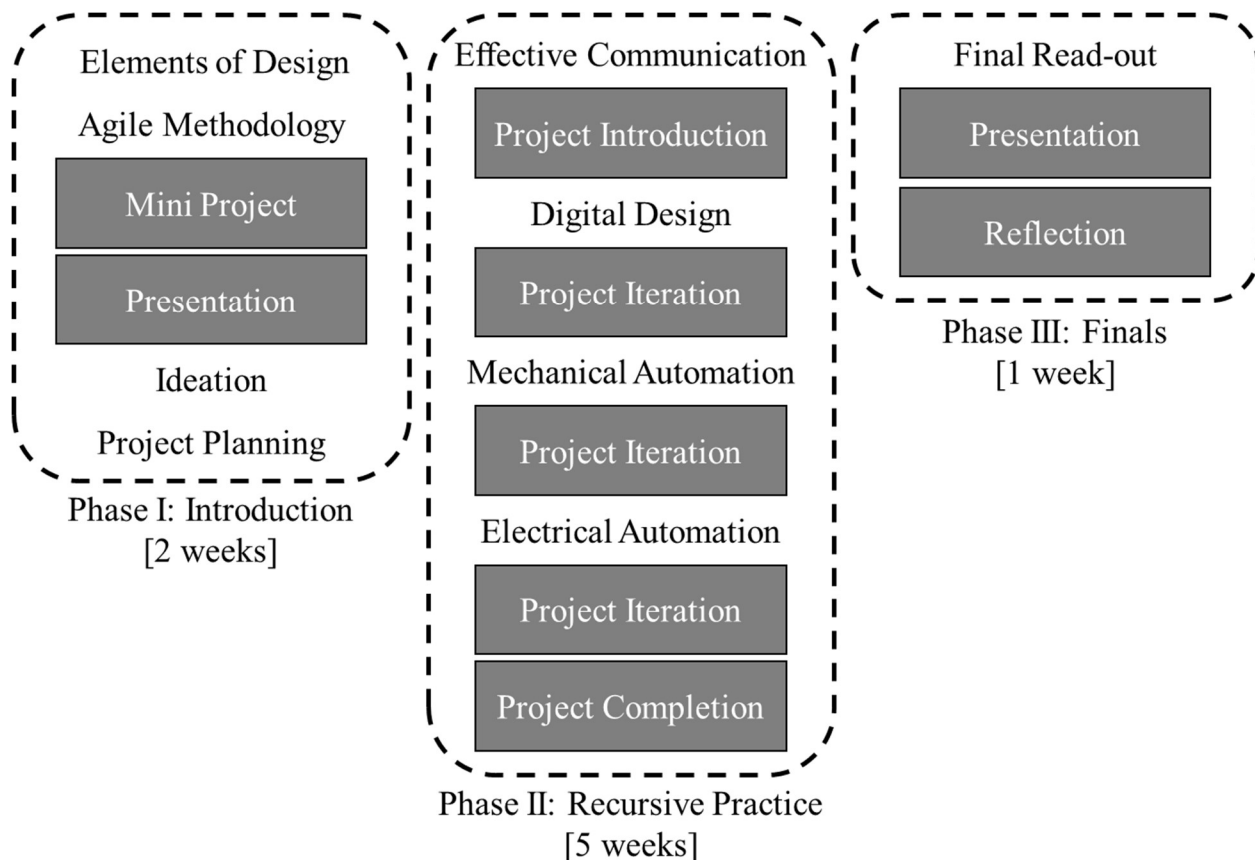 Elements of Design
Agile Methodology
Mini Project
Presentation
Ideation
Project Planning
Phase I: Introduction
[2 weeks]
Effective Communication
Project Introduction
Digital Design
Project Iteration
Mechanical Automation
Project Iteration
Electrical Automation
Project Iteration
Project Completion
Phase II: Recursive Practice
[5 weeks]
Final Read-out
Presentation
Reflection
Phase III: Finals
[1 week]